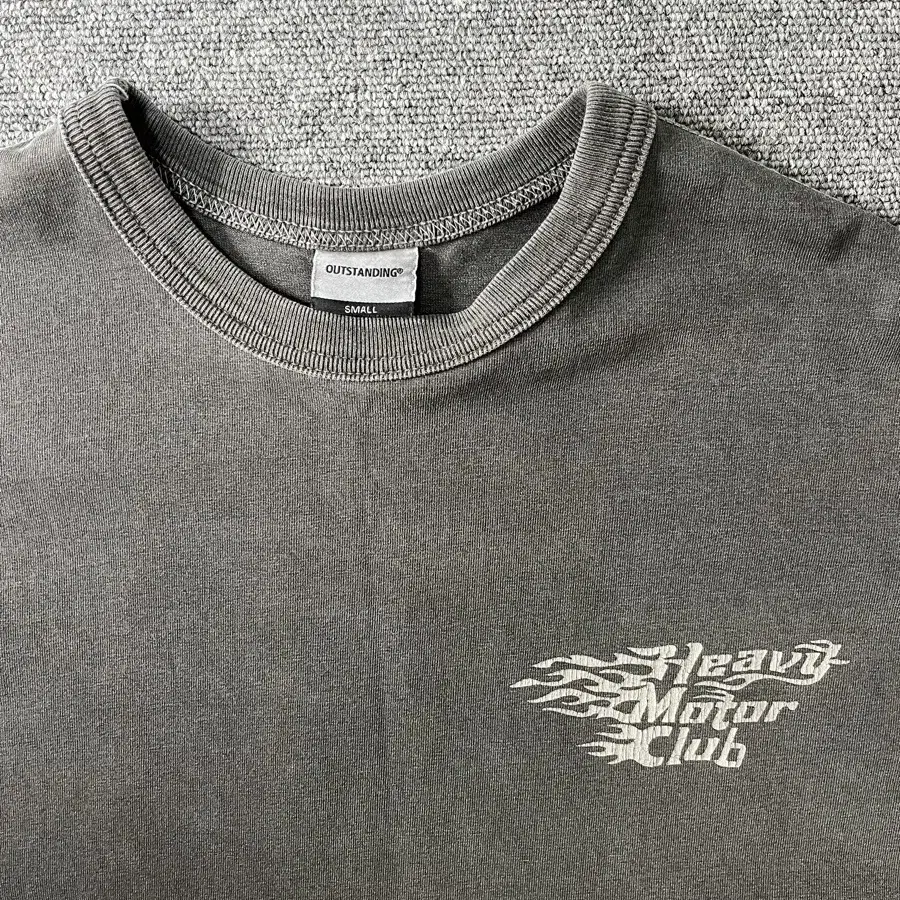 OUTSTANDING®
SMALL
Heavy
Motor
Club